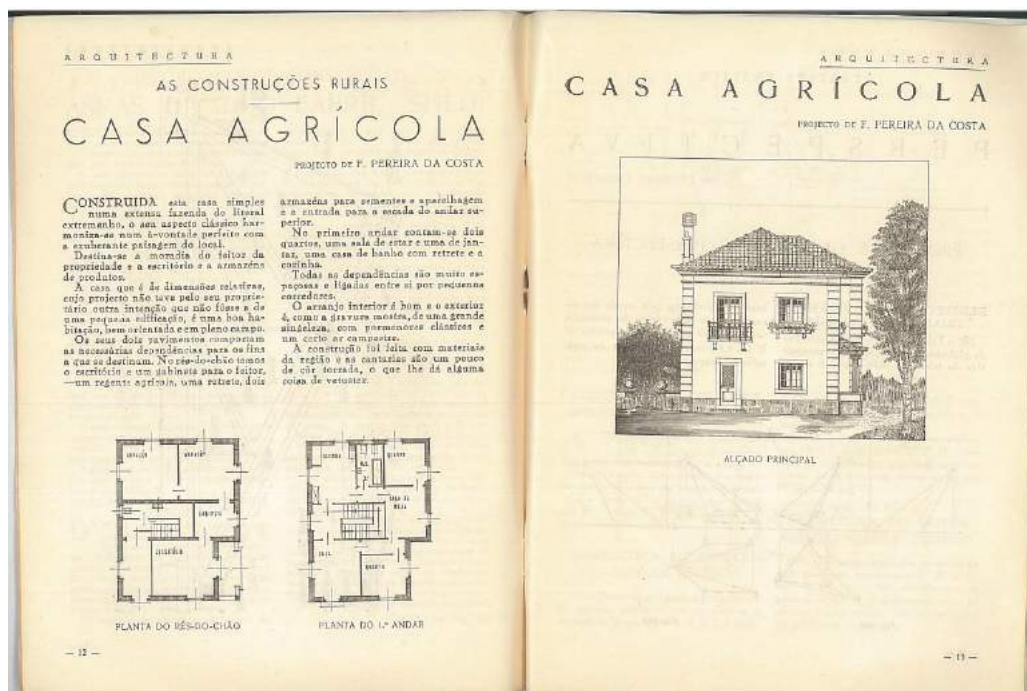 ARQUITECTURA
AS CONSTRUÇÕES RURAIS
CASA AGRÍCOLA
PROJECTO DE F. PEREIRA DA COSTA
CONSTRUIDA esta casa simples
numa extensa fazenda do litoral
extremenho, o seu aspecto clássico har-
moniza-se num à-vontade perfeito com
a exuberante paisagem do local.
Destina-se a moradia do feitor da
propriedade e a escritório e a armazéns
de produtos.
A casa que é de dimensões relativas,
cujo projecto não teve pelo seu proprie-
tário outra intenção que não fôsse a de
uma pequena edificação, é uma boa ha-
bitação, bem orientada e em pleno campo.
Os seus dois pavimentos comportam
as necessárias dependências para os fins
a que se destinam. No rés-do-chão temos
o escritório e um gabinete para o feitor,
—um regente agrícola, uma retrete, dois
armazéns para sementes e aparelhagem
e a entrada para a escada do andar su-
perior.
No primeiro andar contam-se dois
quartos, uma sala de estar e uma de jan-
tar, uma casa de banho com retrete e a
cozinha.
Todas as dependências são muito es-
paçosas e ligadas entre si por pequenos
corredores.
O arranjo interior é bom e o exterior
é, como a gravura mostra, de uma grande
singeleza, com pormenores clássicos e
um certo ar campestre.
A construção foi feita com materiais
da região e as cantarias são um pouco
de côr torrada, o que lhe dá alguma
coisa de vetustez.
ESCRITÓRIO
QUARTO
SALA
QUARTO
PLANTA DO RÉS-DO-CHÃO
PLANTA DO 1.º ANDAR
— 12 —
ARQUITECTURA
CASA AGRÍCOLA
PROJECTO DE F. PEREIRA DA COSTA
ALÇADO PRINCIPAL
— 13 —